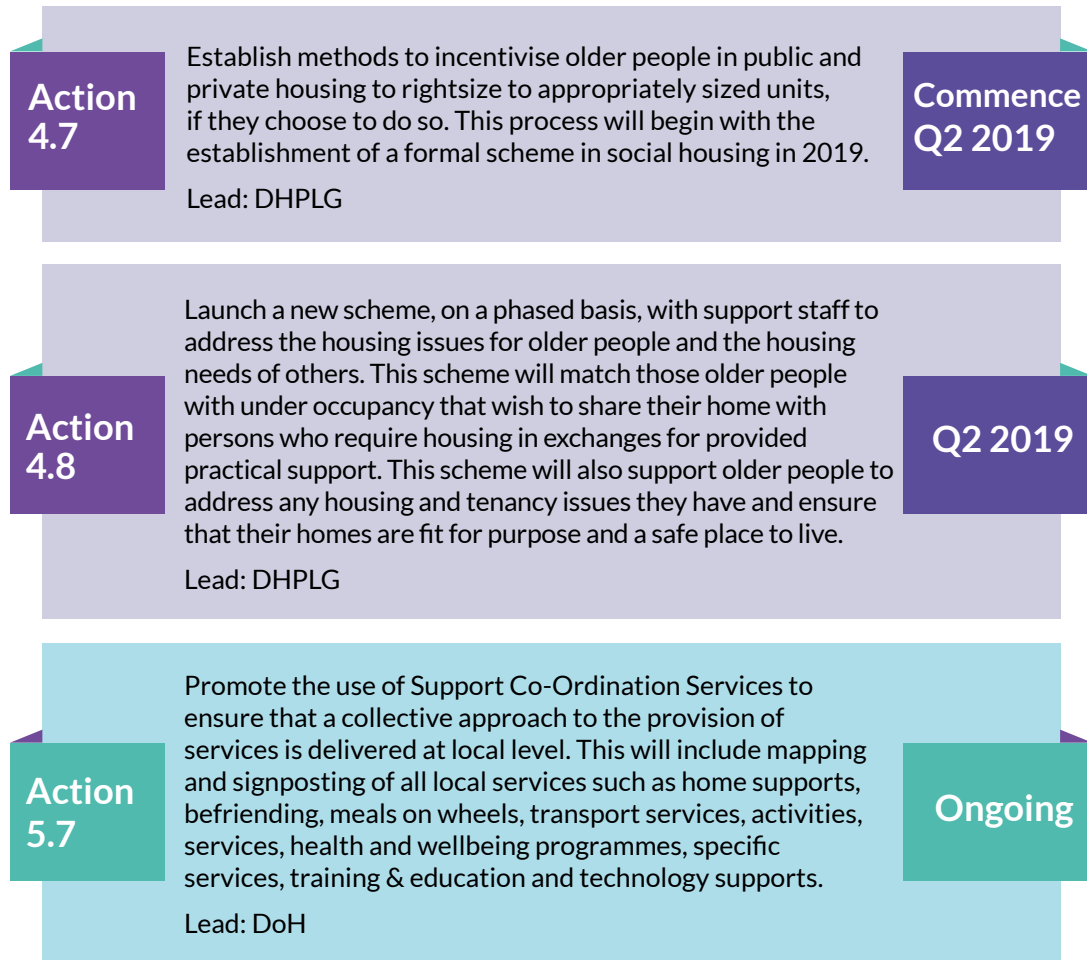 Action
4.7
Establish methods to incentivise older people in public and
private housing to rightsize to appropriately sized units,
if they choose to do so. This process will begin with the
establishment of a formal scheme in social housing in 2019.
Lead: DHPLG
Commence
Q2 2019
Action
4.8
Launch a new scheme, on a phased basis, with support staff to
address the housing issues for older people and the housing
needs of others. This scheme will match those older people
with under occupancy that wish to share their home with
persons who require housing in exchanges for provided
practical support. This scheme will also support older people to
address any housing and tenancy issues they have and ensure
that their homes are fit for purpose and a safe place to live.
Lead: DHPLG
Q2 2019
Action
5.7
Promote the use of Support Co-Ordination Services to
ensure that a collective approach to the provision of
services is delivered at local level. This will include mapping
and signposting of all local services such as home supports,
befriending, meals on wheels, transport services, activities,
services, health and wellbeing programmes, specific
services, training & education and technology supports.
Lead: DoH
Ongoing